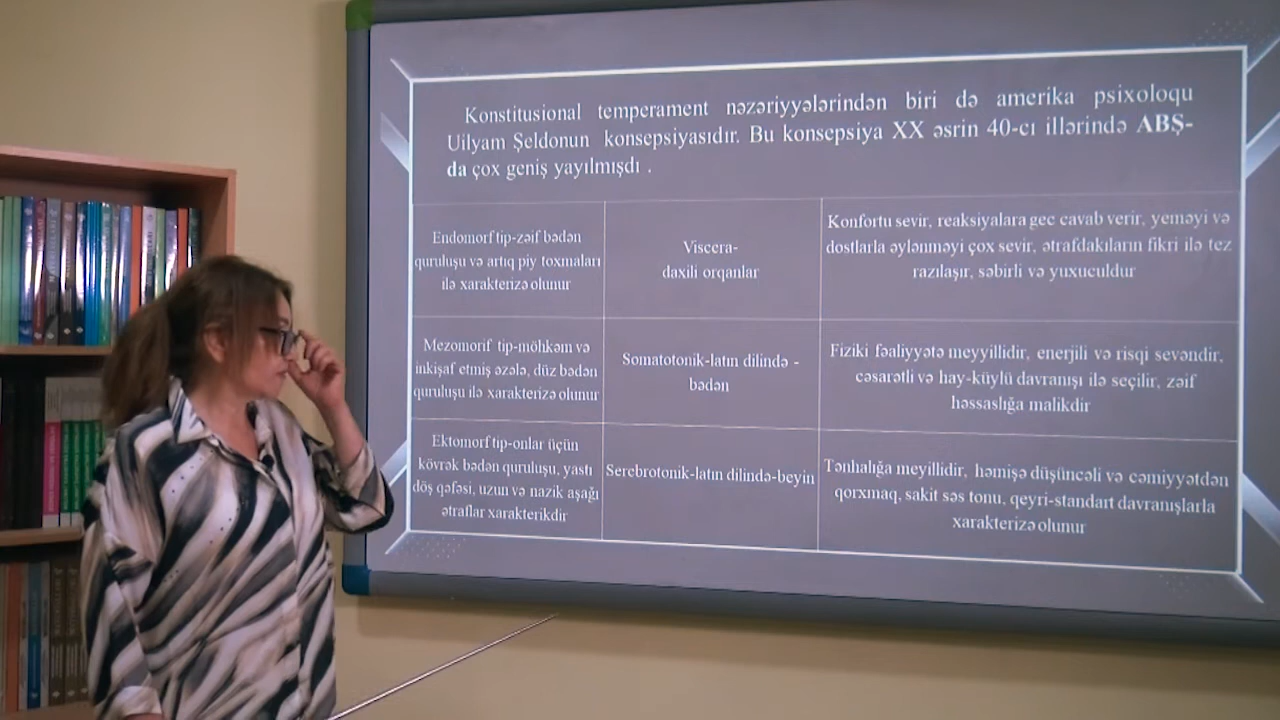 Konstitusional temperament nəzəriyyələrindən biri də amerika psixoloqu
Uilyam Şeldonun konsepsiyasıdır. Bu konsepsiya XX əsrin 40-cı illərində ABŞ-
da çox geniş yayılmışdı .
Endomorf tip-zəif bədən
quruluşu və artıq piy toxmaları
ilə xarakterizə olunur
Viscera-
daxili orqanlar
Konfortu sevir, reaksiyalara gec cavab verir, yeməyi və
dostlarla əylənməyi çox sevir, ətrafdakıların fikri ilə tez
razılaşır, səbirli və yuxuculdur
Mezomorif tip-möhkəm və
inkişaf etmiş əzələ, düz bədən
quruluşu ilə xarakterizə olunur
Somatotonik-latın dilində -
bədən
Fiziki fəaliyyətə meyyillidir, enerjili və risqi sevəndir,
cəsarətli və hay-küylü davranışı ilə seçilir, zəif
həssaslığa malikdir
Ektomorf tip-onlar üçün
kövrək bədən quruluşu, yastı
döş qəfəsi, uzun və nazik aşağı
ətraflar xarakterikdir
Serebrotonik-latın dilində-beyin
Tənhalığa meyillidir, həmişə düşüncəli və cəmiyyətdən
qorxmaq, sakit səs tonu, qeyri-standart davranışlarla
xarakterizə olunur